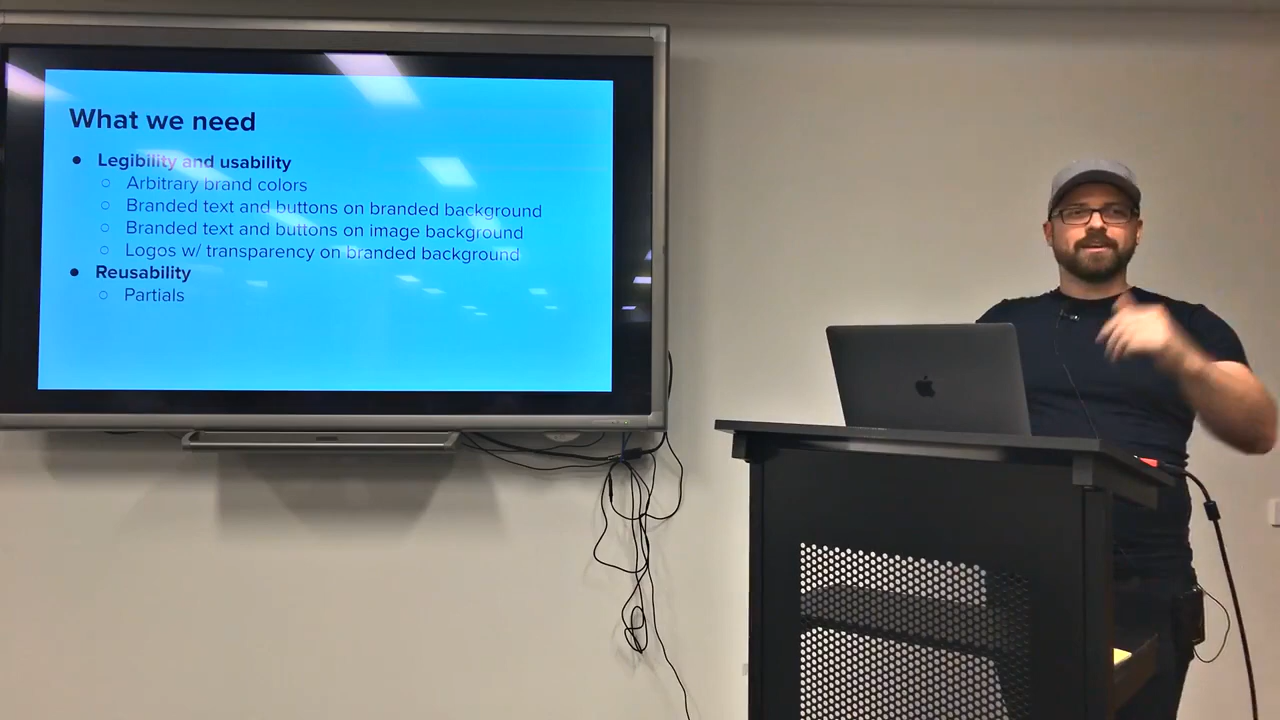 What we need
● Legibility and usability
○ Arbitrary brand colors
○ Branded text and buttons on branded background
○ Branded text and buttons on image background
○ Logos w/ transparency on branded background
● Reusability
○ Partials